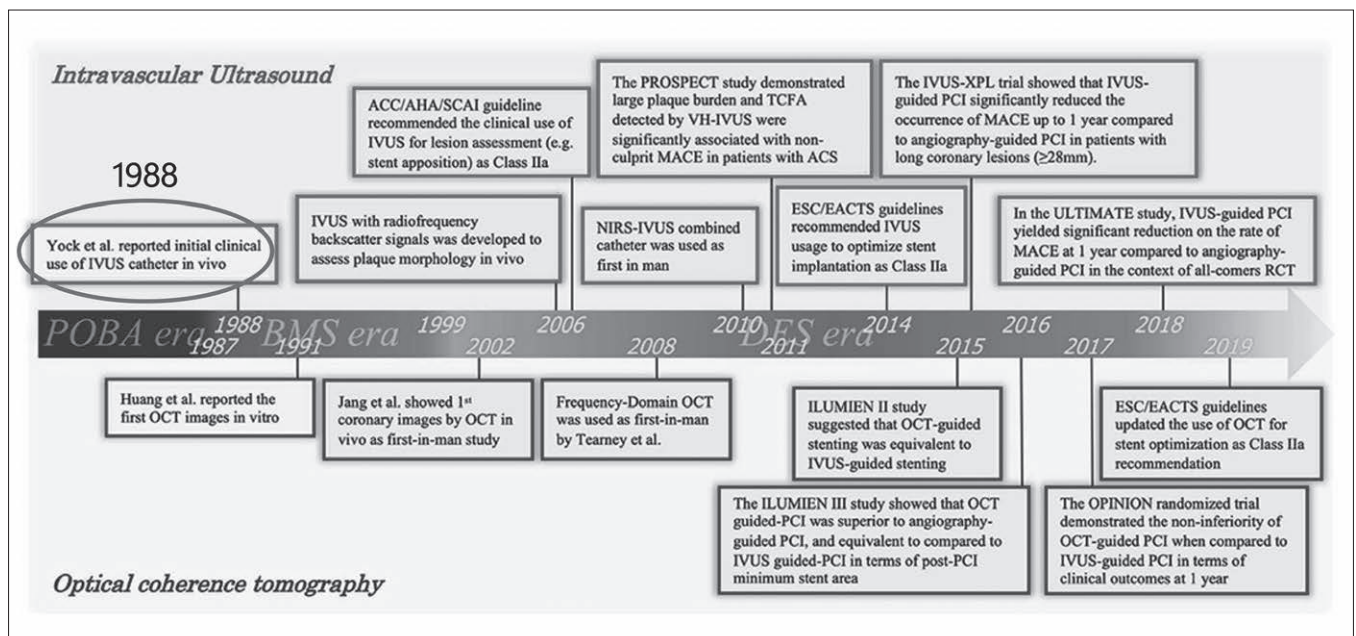 Intravascular Ultrasound
1988
Yock et al. reported initial clinical
use of IVUS catheter in vivo
ACC/AHA/SCAI guideline
recommended the clinical use of
IVUS for lesion assessment (e.g.
stent apposition) as Class IIa
IVUS with radiofrequency
backscatter signals was developed to
assess plaque morphology in vivo
The PROSPECT study demonstrated
large plaque burden and TCFA
detected by VH-IVUS were
significantly associated with non-
culprit MACE in patients with ACS
NIRS-IVUS combined
catheter was used as
first in man
ESC/EACTS guidelines
recommended IVUS
usage to optimize stent
implantation as Class IIa
The IVUS-XPL trial showed that IVUS-
guided PCI significantly reduced the
occurrence of MACE up to 1 year compared
to angiography-guided PCI in patients with
long coronary lesions (≥28mm).
In the ULTIMATE study, IVUS-guided PCI
yielded significant reduction on the rate of
MACE at 1 year compared to angiography-
guided PCI in the context of all-comers RCT
POBA era 1988 BMS era 1999 2006 2010 DES era 2014 2016 2018
1987 1991 2002 2008 2011 2015 2017 2019
Huang et al. reported
the first OCT images in vitro
Jang et al. showed 1st
coronary images by OCT in
vivo as first-in-man study
Frequency-Domain OCT
was used as first-in-man
by Tearney et al.
ILUMIEN II study
suggested that OCT-guided
stenting was equivalent to
IVUS-guided stenting
ESC/EACTS guidelines
updated the use of OCT for
stent optimization as Class IIa
recommendation
The ILUMIEN III study showed that OCT
guided-PCI was superior to angiography-
guided PCI, and equivalent to compared to
IVUS guided-PCI in terms of post-PCI
minimum stent area
The OPINION randomized trial
demonstrated the non-inferiority of
OCT-guided PCI when compared to
IVUS-guided PCI in terms of
clinical outcomes at 1 year
Optical coherence tomography